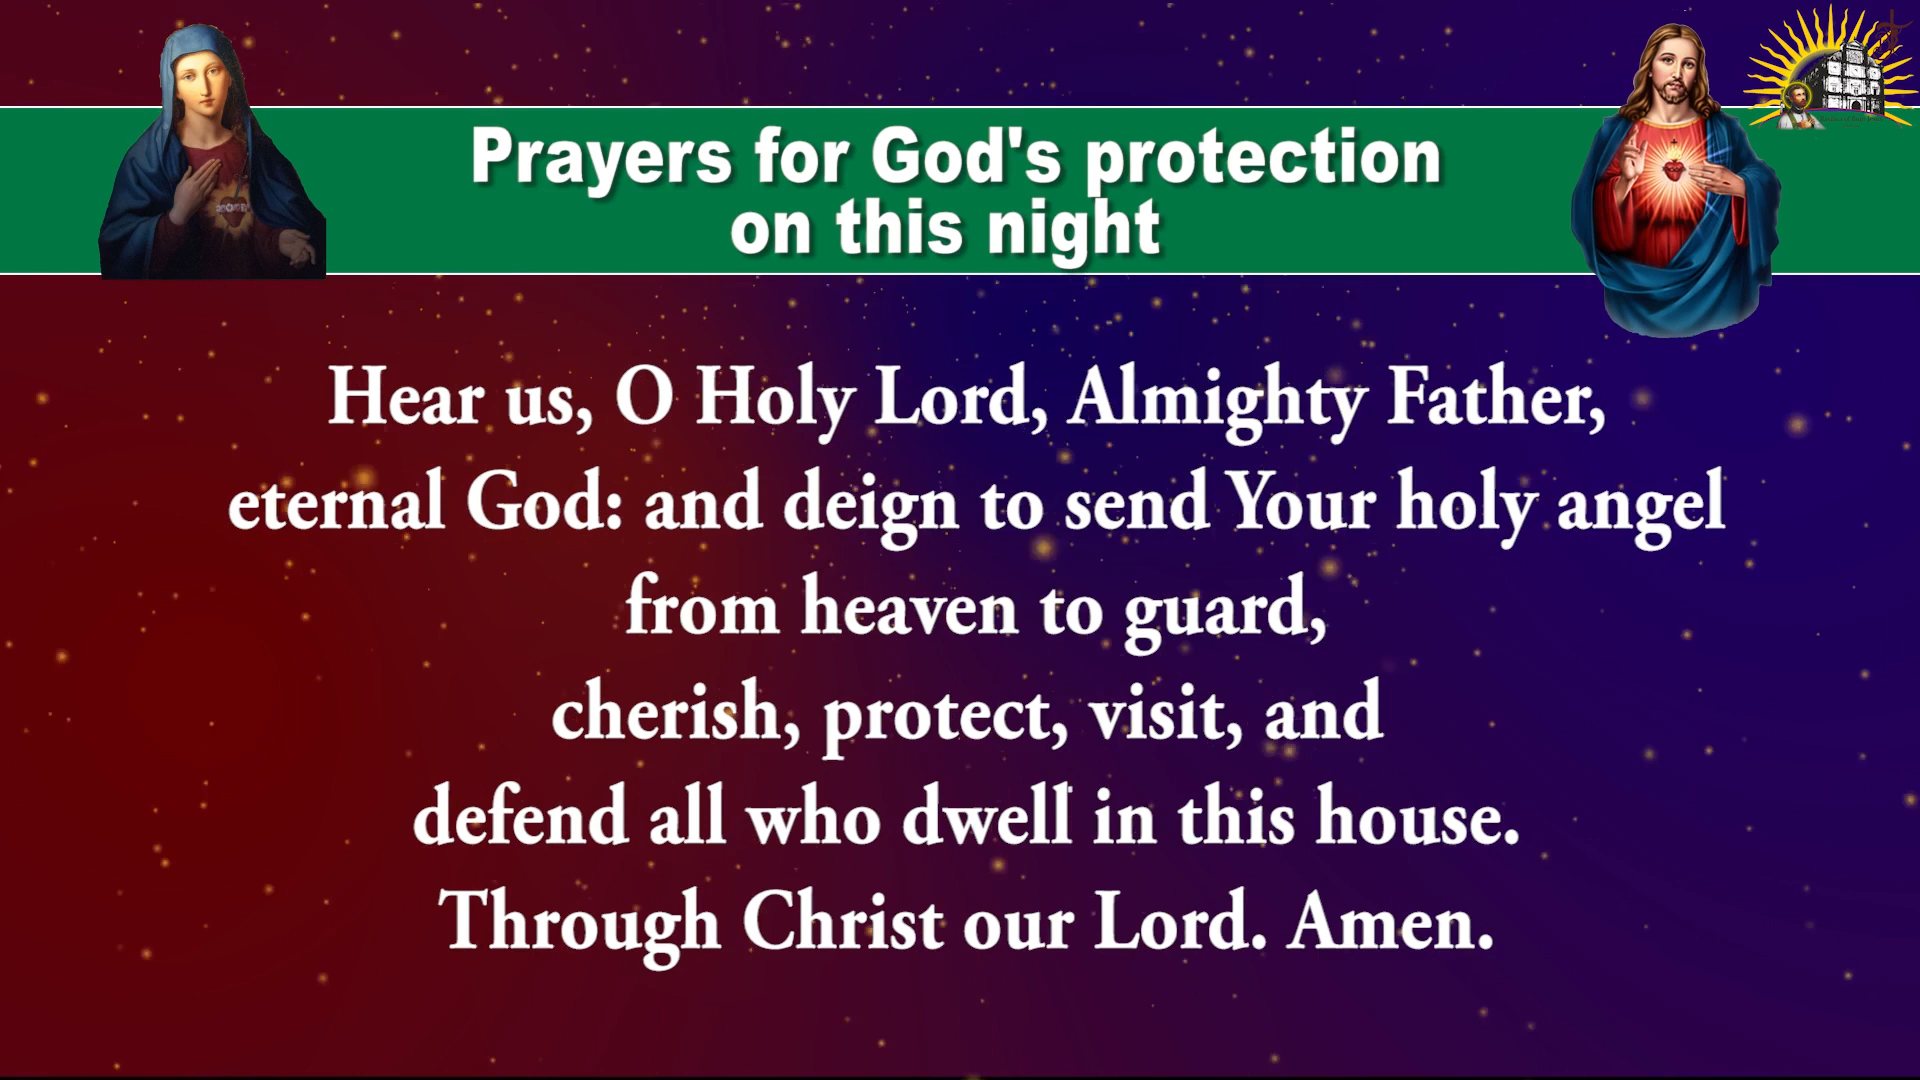 Prayers for God's protection
on this night
Hear us, O Holy Lord, Almighty Father,
eternal God: and deign to send Your holy angel
from heaven to guard,
cherish, protect, visit, and
defend all who dwell in this house.
Through Christ our Lord. Amen.